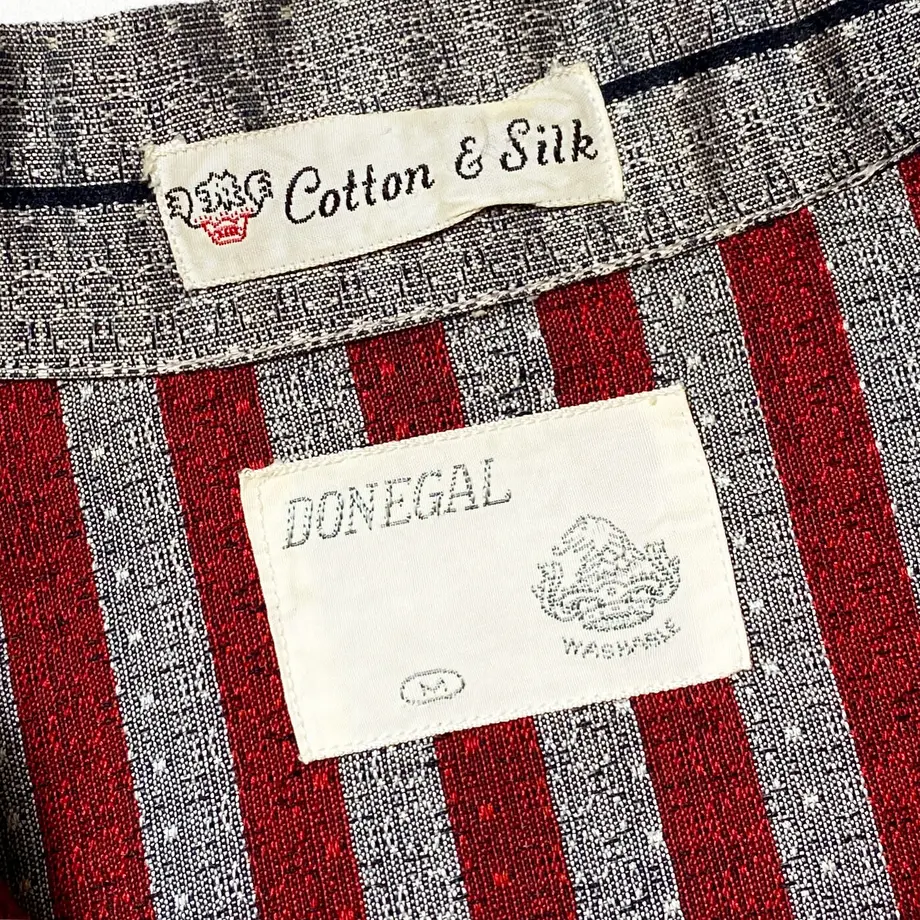 Cotton & Silk
DONEGAL
WASHABLE
M